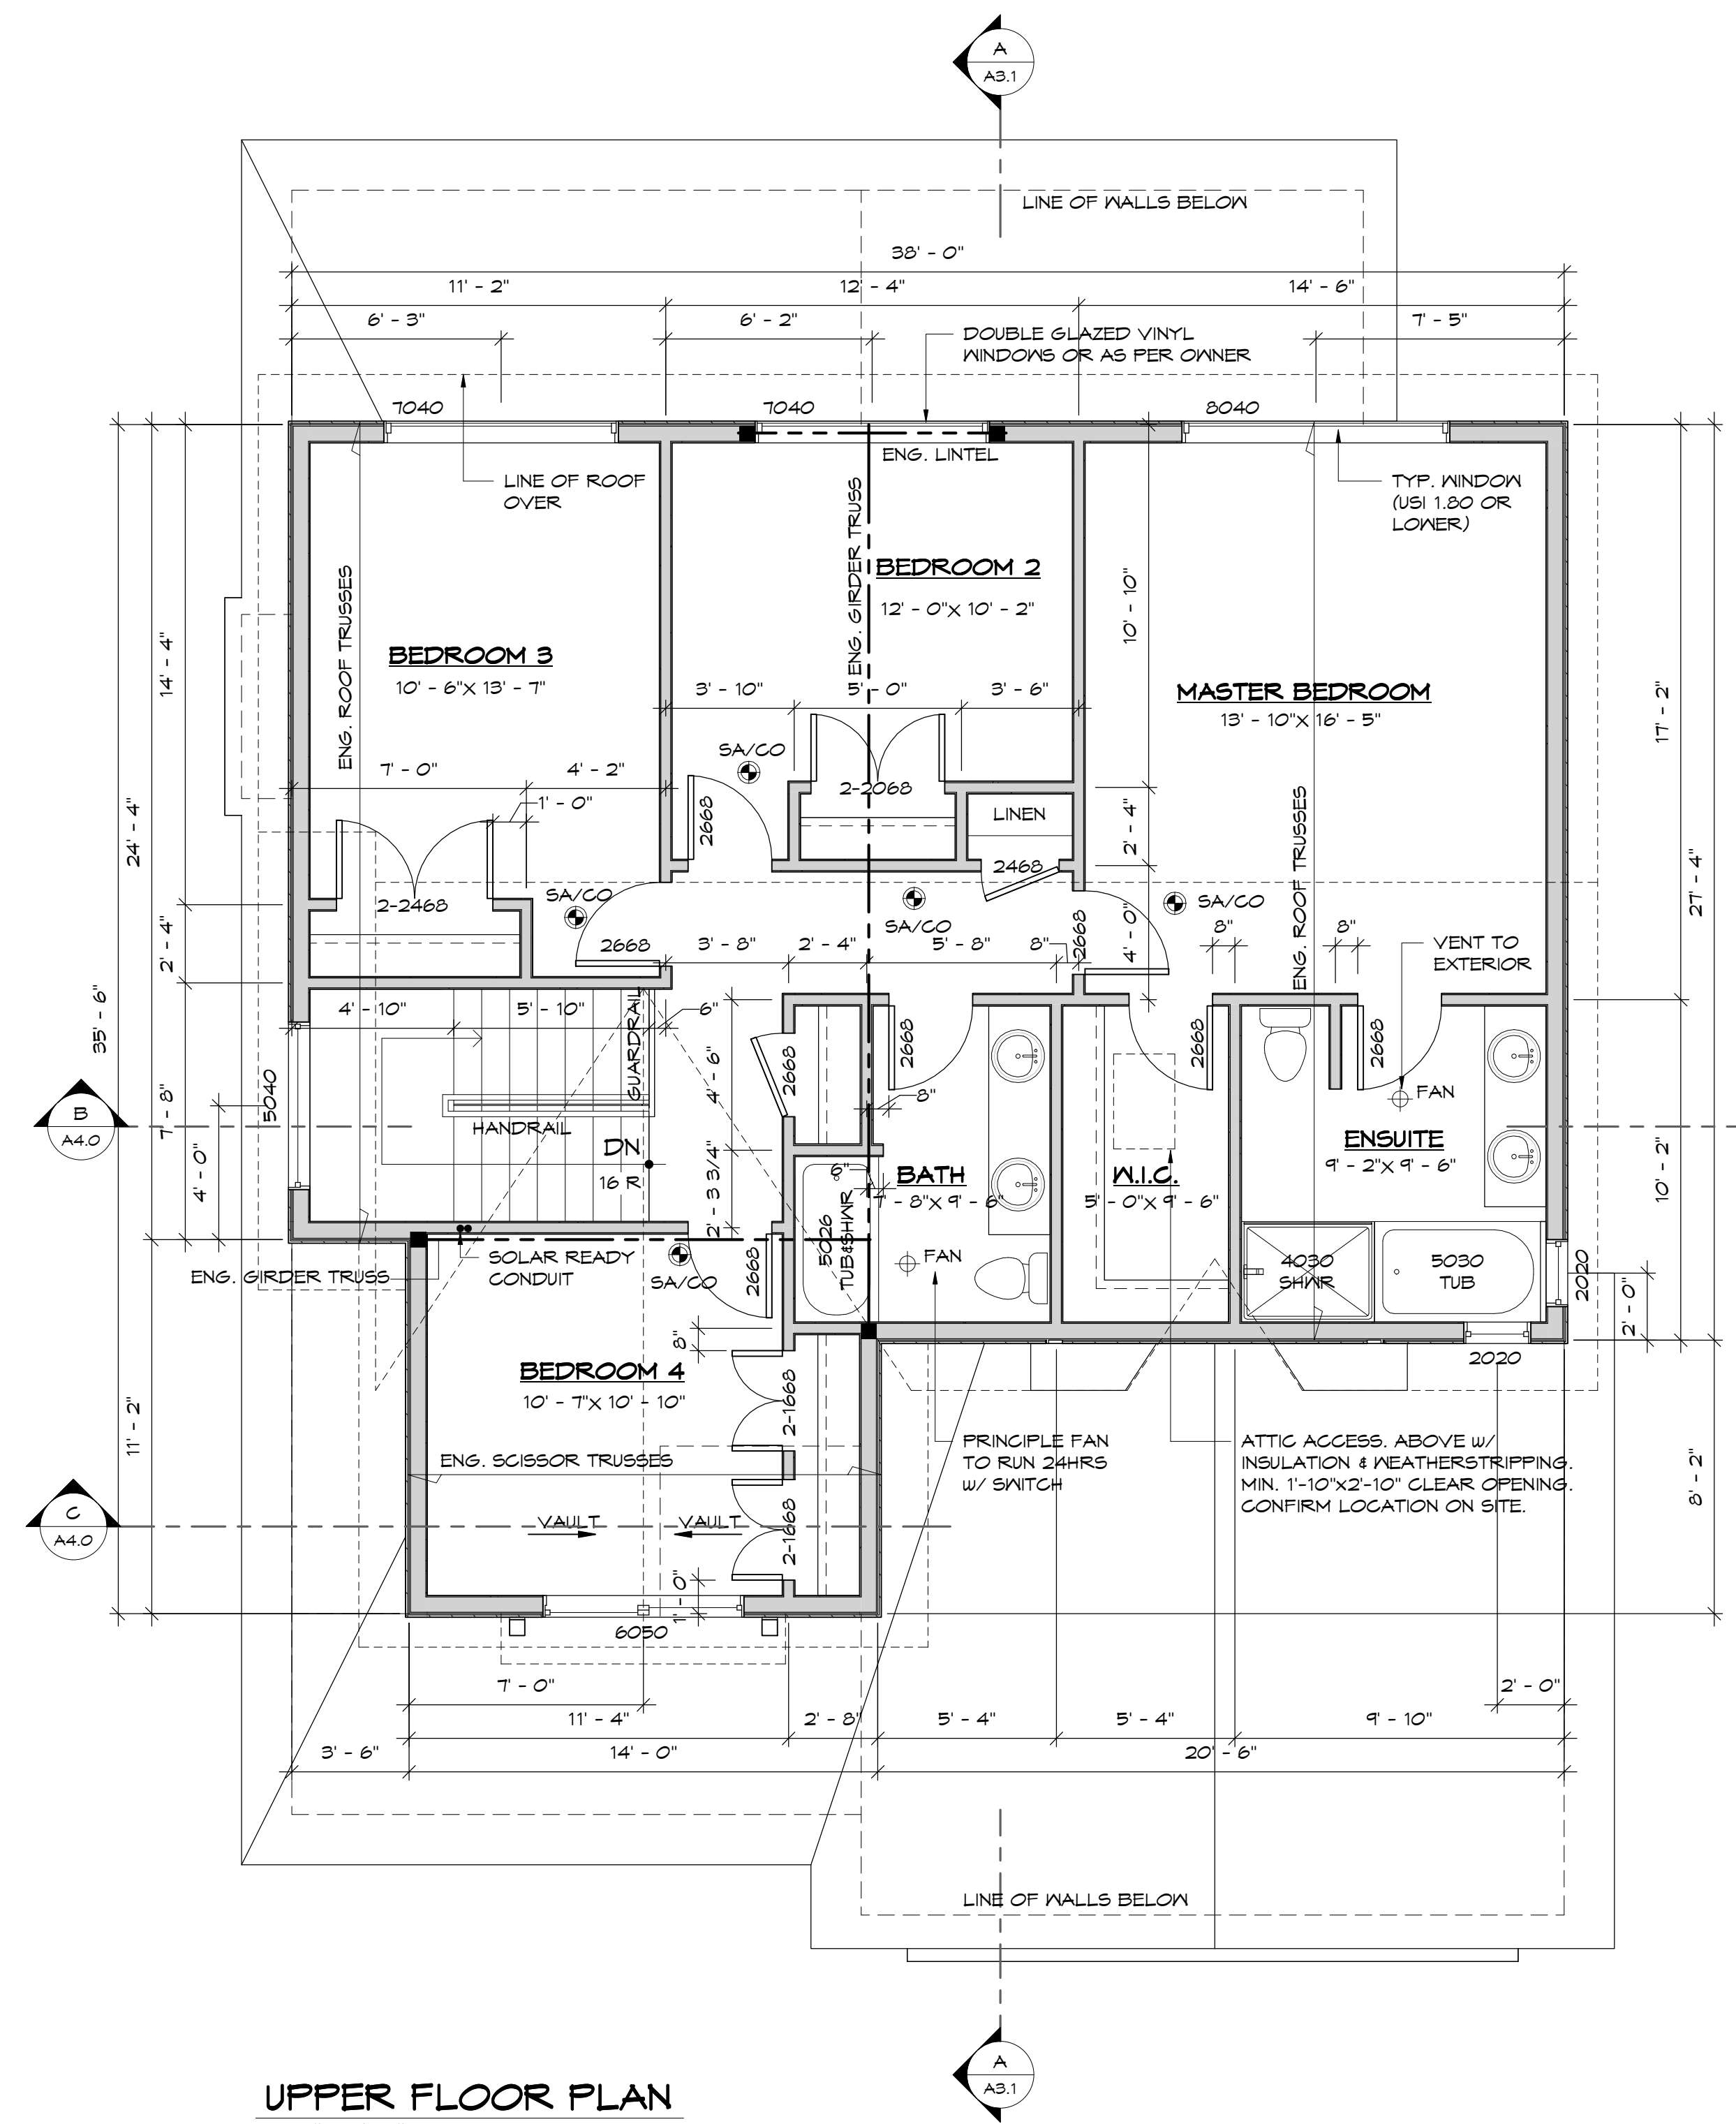 A
A3.1
LINE OF WALLS BELOW
38' - 0"
11' - 2"
12' - 4"
14' - 6"
6' - 3"
6' - 2"
7' - 5"
DOUBLE GLAZED VINYL
WINDOWS OR AS PER OWNER
7040
7040
8040
ENG. LINTEL
LINE OF ROOF
OVER
TYP. WINDOW
(USI 1.80 OR
LOWER)
ENG. ROOF TRUSSES
ENG. GIRDER TRUSS
BEDROOM 2
12' - 0"X 10' - 2"
10' - 10"
BEDROOM 3
10' - 6"X 13' - 7"
MASTER BEDROOM
13' - 10"X 16' - 5"
14' - 4"
17' - 2"
3' - 10"
5' - 0"
3' - 6"
SA/CO
7' - 0"
4' - 2"
1' - 0"
2-2068
2668
LINEN
2' - 4"
24' - 4"
27' - 4"
ENG. ROOF TRUSSES
2468
SA/CO
2-2468
SA/CO
SA/CO
4' - 0"
2668
2668
3' - 8"
2' - 4"
5' - 8"
8"
8"
8"
VENT TO
EXTERIOR
2' - 4"
35' - 6"
4' - 10"
5' - 10"
6"
GUARDRAIL
4' - 6"
2668
2668
2668
2668
8"
FAN
5040
7' - 8"
B
A4.0
HANDRAIL
DN
16 R
4' - 0"
2' - 3 3/4"
6"
BATH
7' - 8"X 9' - 6"
W.I.C.
5' - 0"X 9' - 6"
ENSUITE
9' - 2"X 9' - 6"
10' - 2"
5026
TUB&SHWR
FAN
4030
SHWR
5030
TUB
2020
2' - 0"
ENG. GIRDER TRUSS
SOLAR READY
CONDUIT
SA/CO
2668
8"
2020
BEDROOM 4
10' - 7"X 10' - 10"
2-1668
11' - 2"
ENG. SCISSOR TRUSSES
PRINCIPLE FAN
TO RUN 24HRS
W/ SWITCH
ATTIC ACCESS. ABOVE W/
INSULATION & WEATHERSTRIPPING.
MIN. 1'-10"x2'-10" CLEAR OPENING.
CONFIRM LOCATION ON SITE.
8' - 2"
C
A4.0
VAULT
VAULT
2-1668
1' - 0"
6050
7' - 0"
2' - 0"
11' - 4"
2' - 8"
5' - 4"
5' - 4"
9' - 10"
3' - 6"
14' - 0"
20' - 6"
LINE OF WALLS BELOW
A
A3.1
UPPER FLOOR PLAN